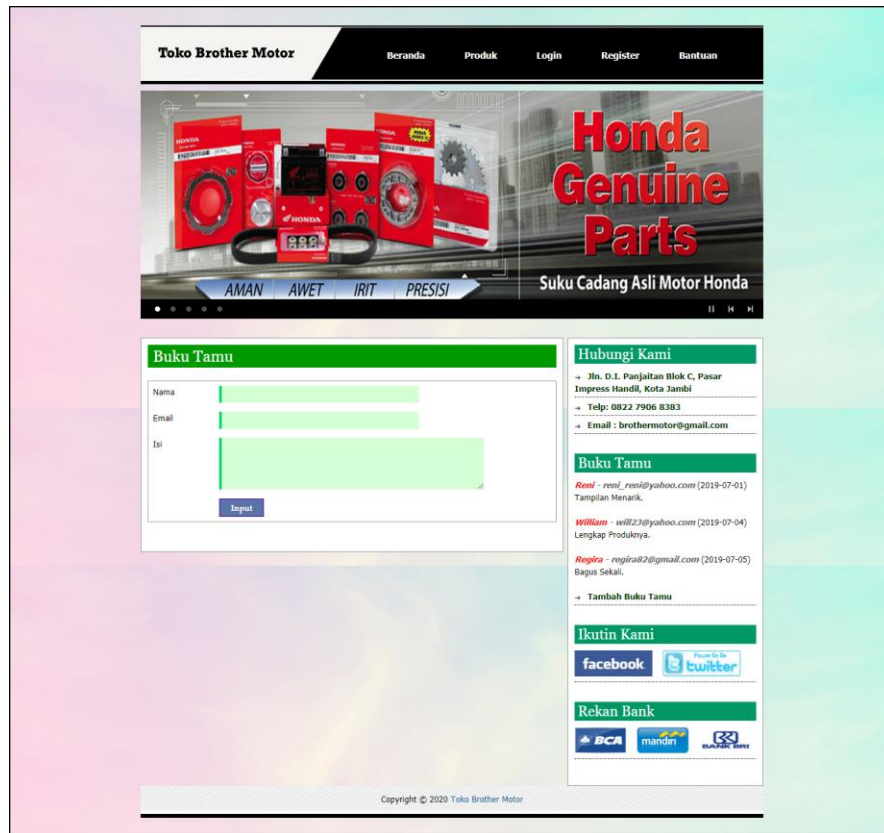 Toko Brother Motor
Beranda Produk Login Register Bantuan
HONDA
HONDA
Honda
Genuine
Parts
AMAN AWET IRIT PRESISI
Suku Cadang Asli Motor Honda
Buku Tamu
Nama
Email
Isi
Input
Hubungi Kami
→ Jln. D.I. Panjaitan Blok C, Pasar
Impress Handil, Kota Jambi
→ Telp: 0822 7906 8383
→ Email : brothermotor@gmail.com
Buku Tamu
Reni - reni_reni@yahoo.com (2019-07-01)
Tampilan Menarik.
William - will23@yahoo.com (2019-07-04)
Lengkap Produknya.
Regira - regira82@gmail.com (2019-07-05)
Bagus Sekali.
→ Tambah Buku Tamu
Ikutin Kami
facebook
Follow Us On
twitter
Rekan Bank
BCA
mandiri
BANK BRI
Copyright © 2020 Toko Brother Motor